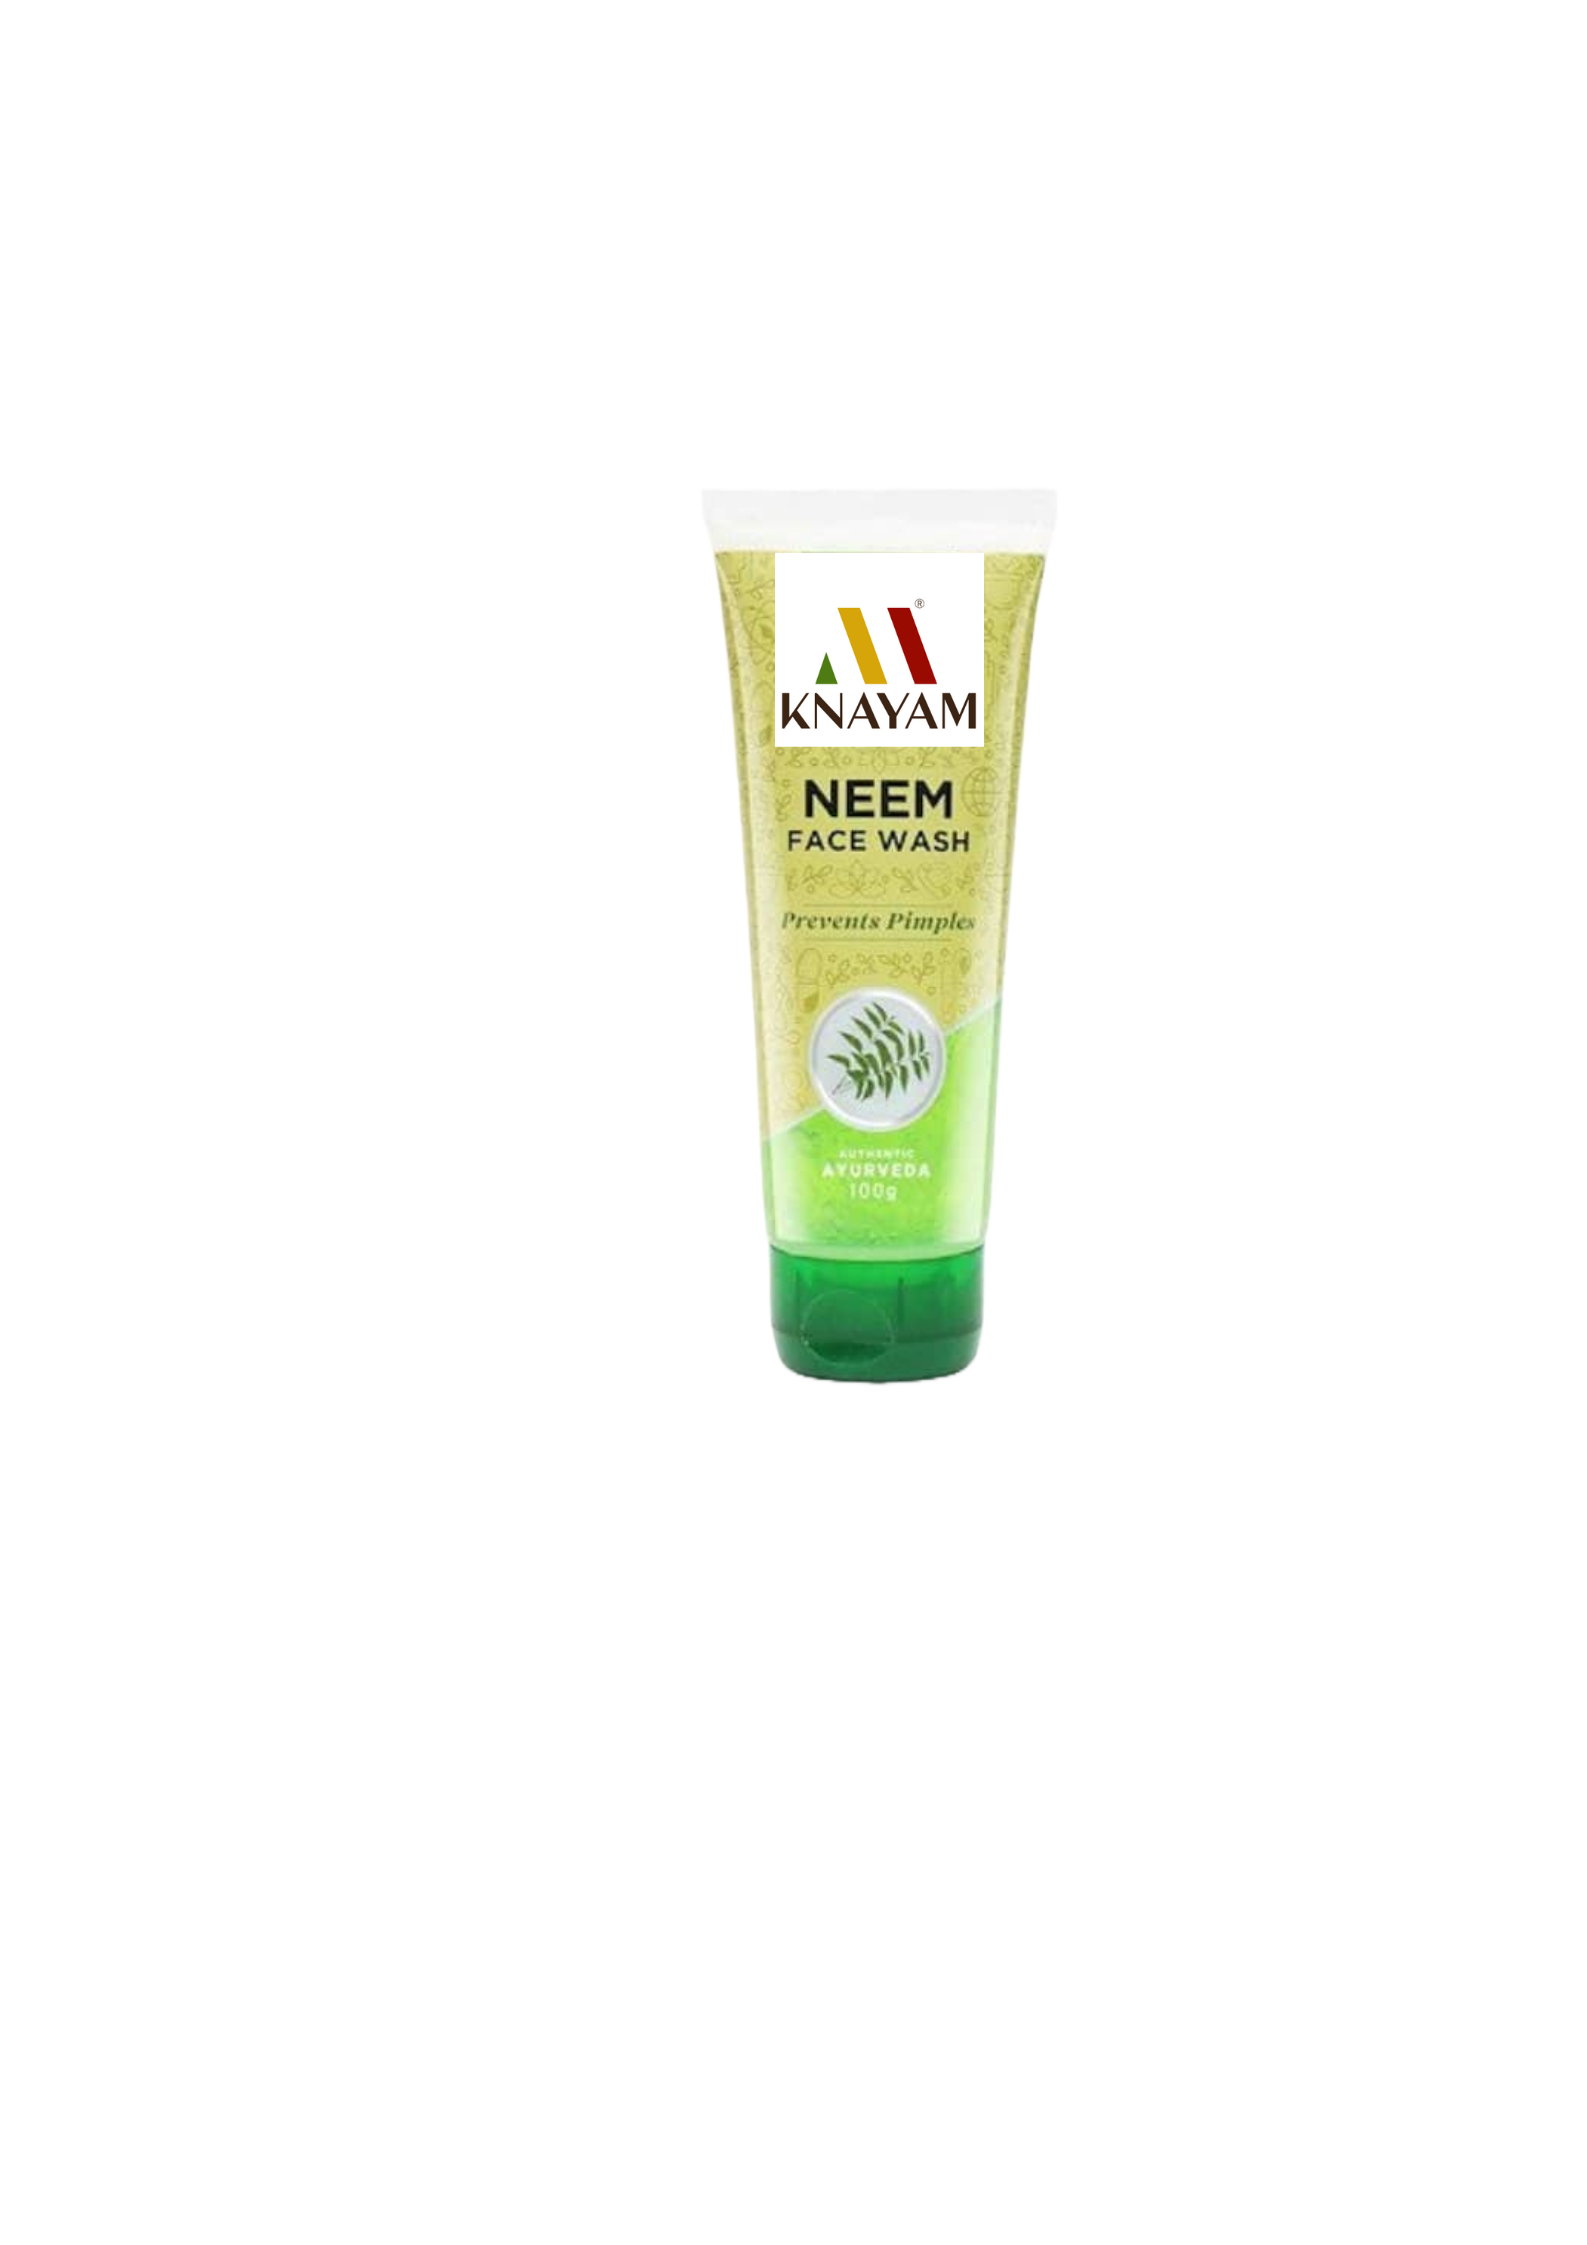 ®
KNAYAM
NEEM
FACE WASH
Prevents Pimples
AUTHENTIC
AYURVEDA
100g